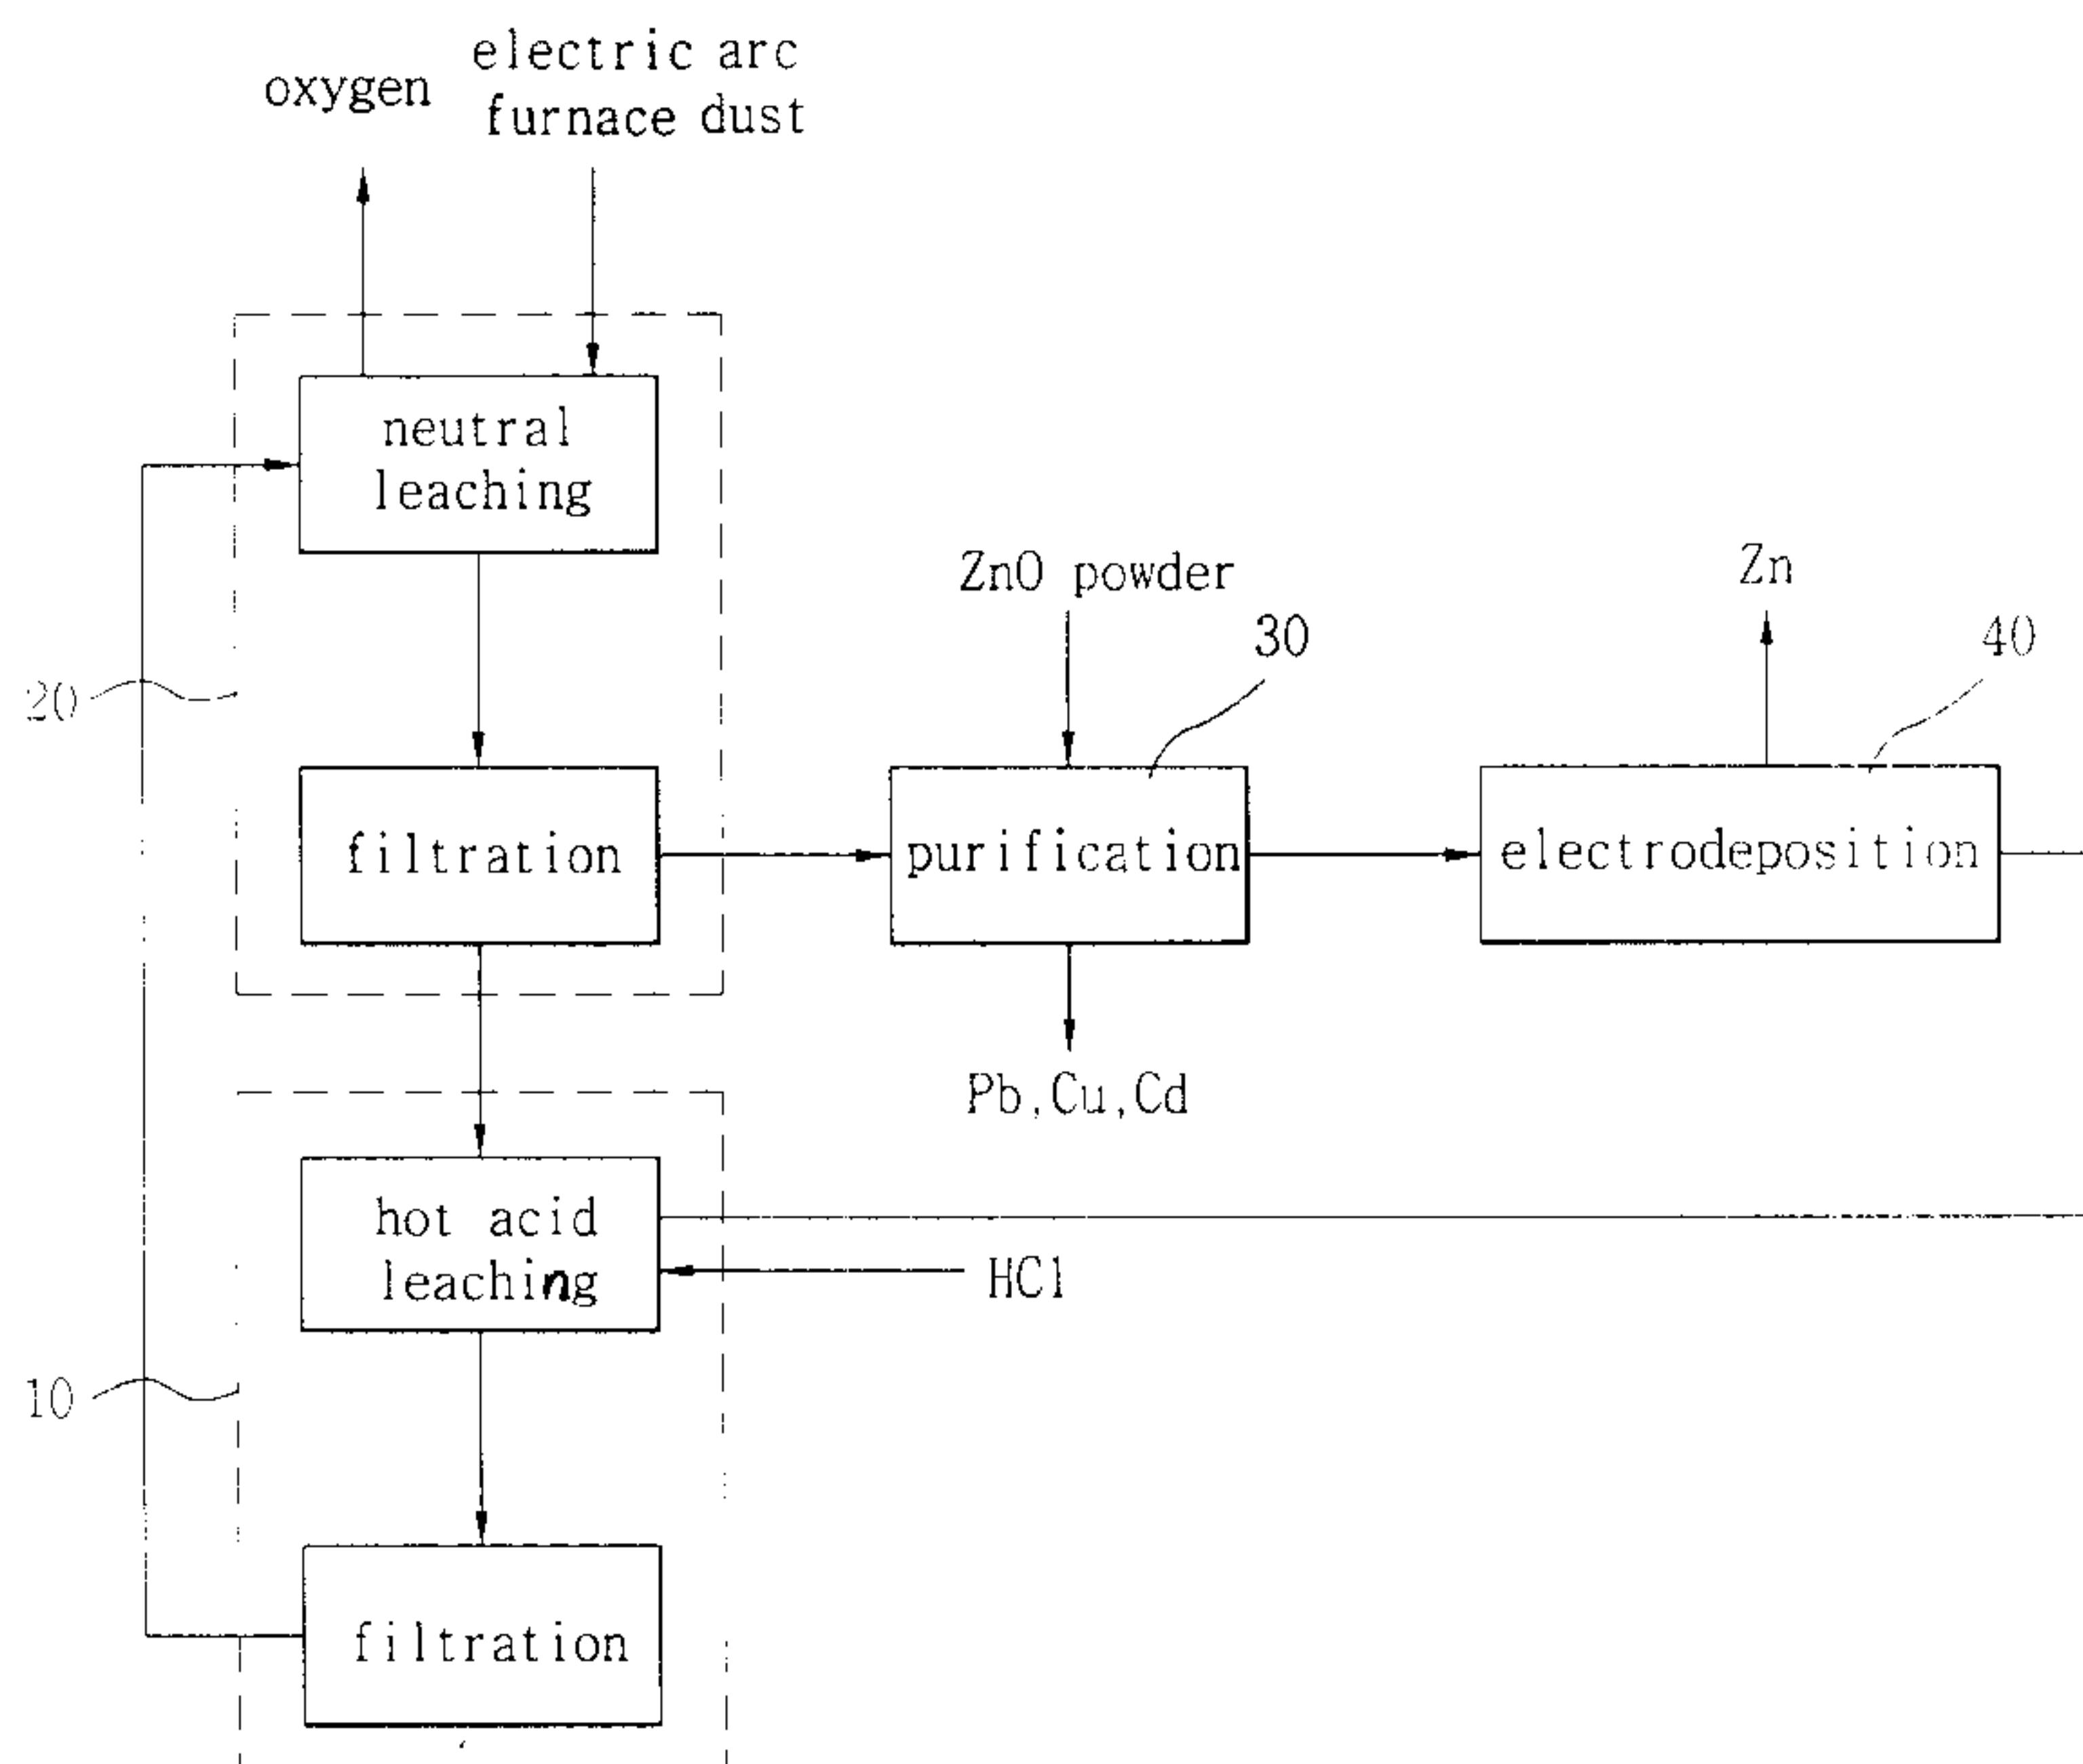 oxygen
electric arc
furnace dust
neutral
leaching
20
ZnO powder
30
Zn
40
filtration
purification
electrodeposition
Pb,Cu,Cd
hot acid
leaching
HCl
10
filtration